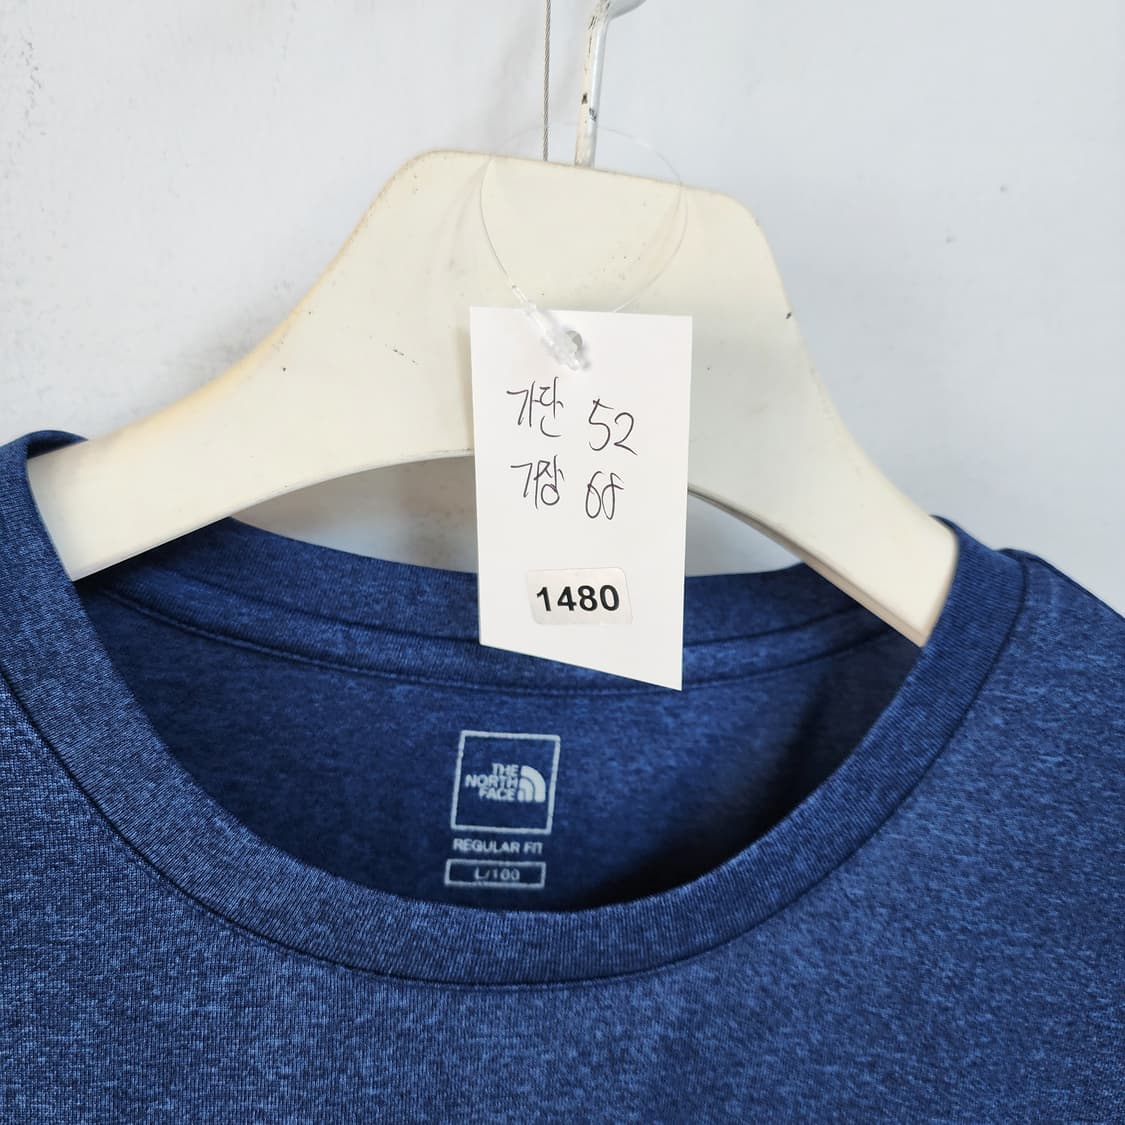 가단 52
기장 68
1480
THE
NORTH
FACE
REGULAR FIT
L/100